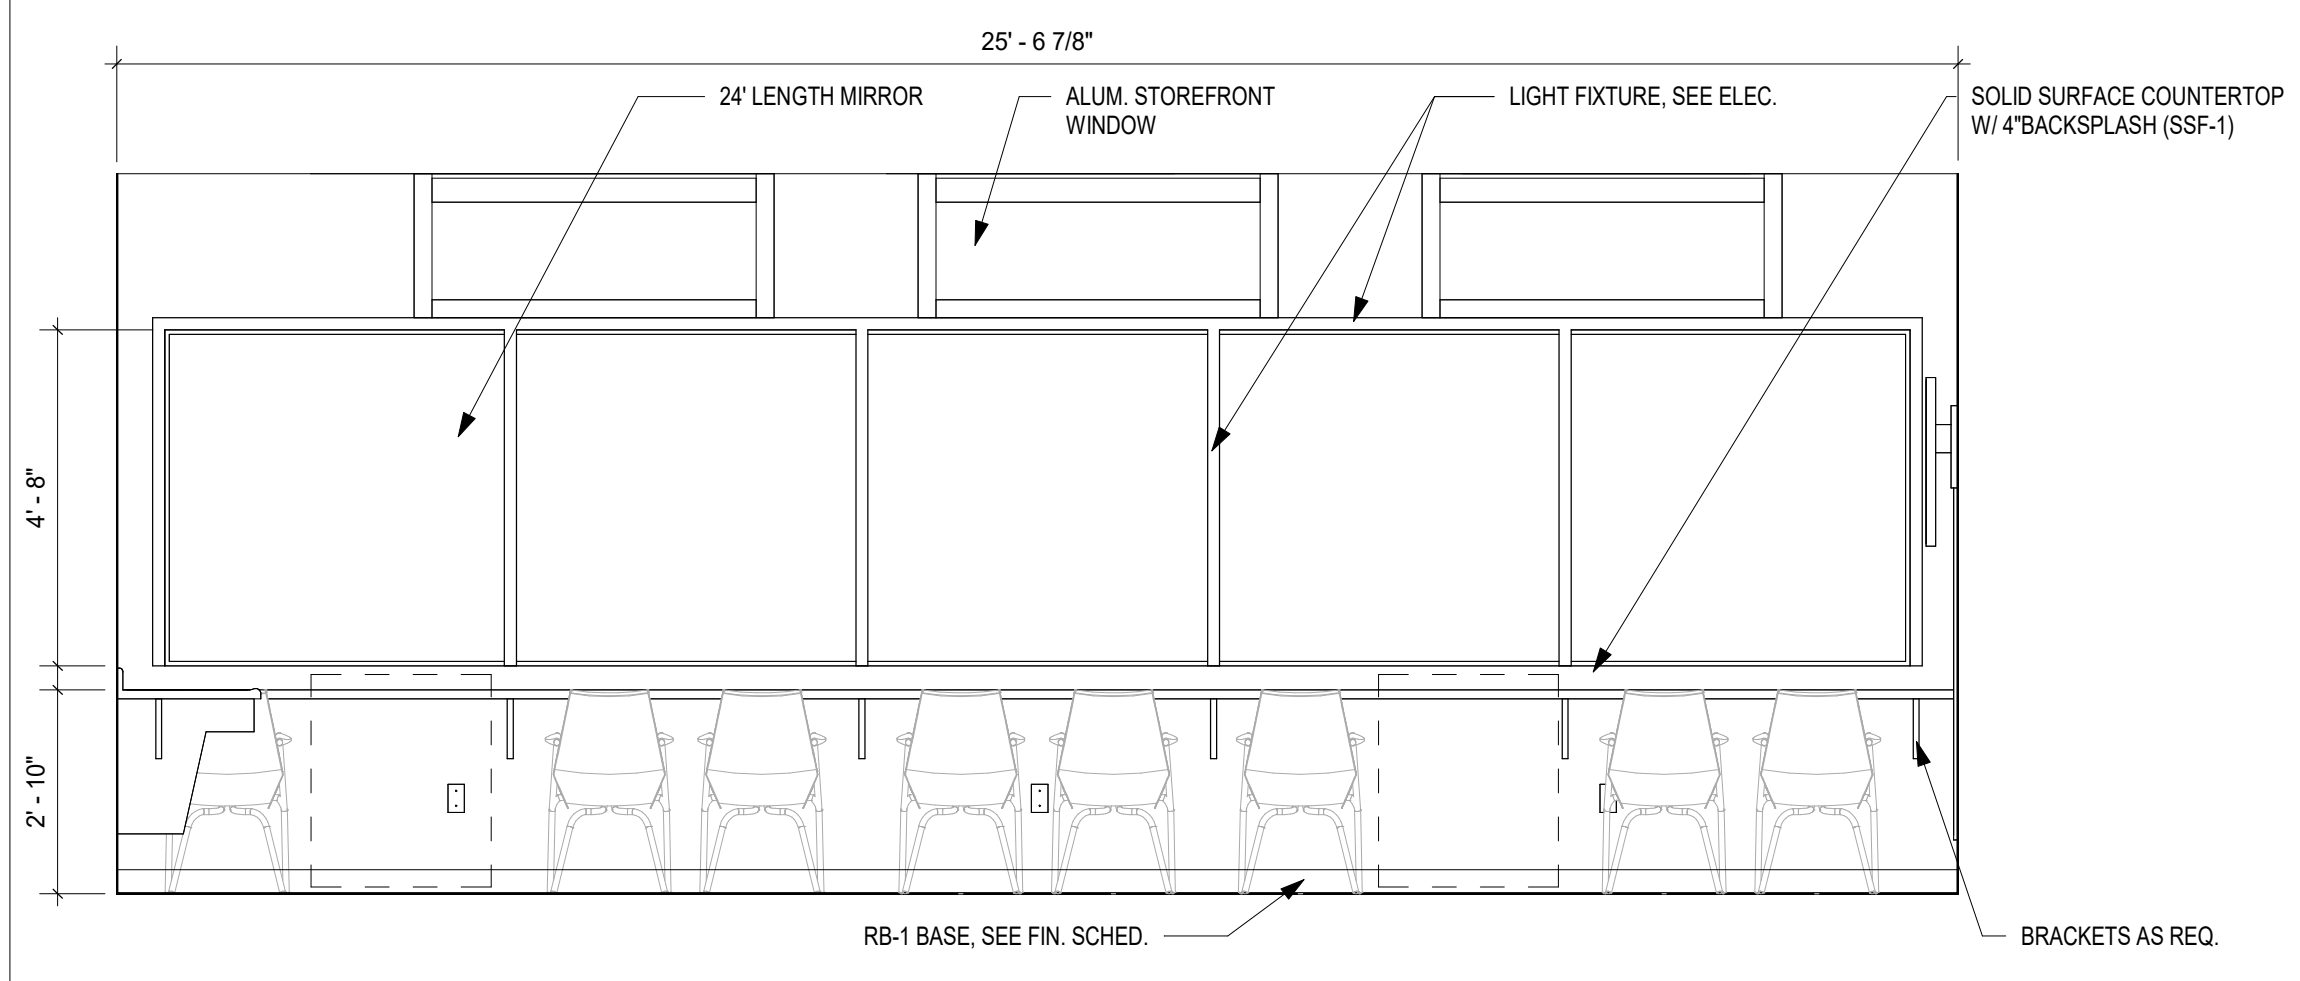 25' - 6 7/8"
24' LENGTH MIRROR
ALUM. STOREFRONT
WINDOW
LIGHT FIXTURE, SEE ELEC.
SOLID SURFACE COUNTERTOP
W/ 4"BACKSPLASH (SSF-1)
4' - 8"
2' - 10"
RB-1 BASE, SEE FIN. SCHED.
BRACKETS AS REQ.